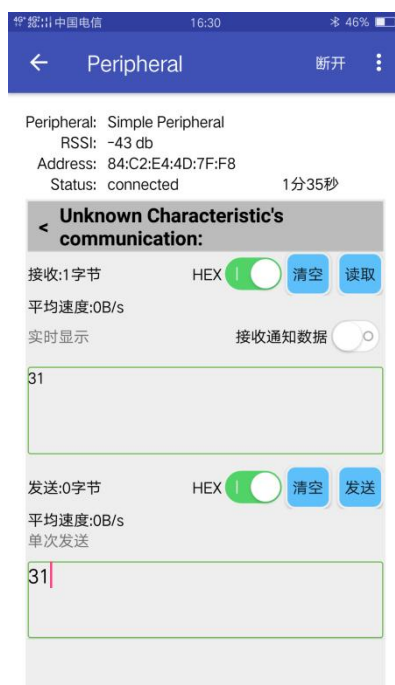 中国电信 16:30 46%
Peripheral 断开
Peripheral: Simple Peripheral
RSSI: -43 db
Address: 84:C2:E4:4D:7F:F8
Status: connected 1分35秒
< Unknown Characteristic's
communication:
接收:1字节 HEX 清空 读取
平均速度:0B/s
实时显示 接收通知数据
31
发送:0字节 HEX 清空 发送
平均速度:0B/s
单次发送
31